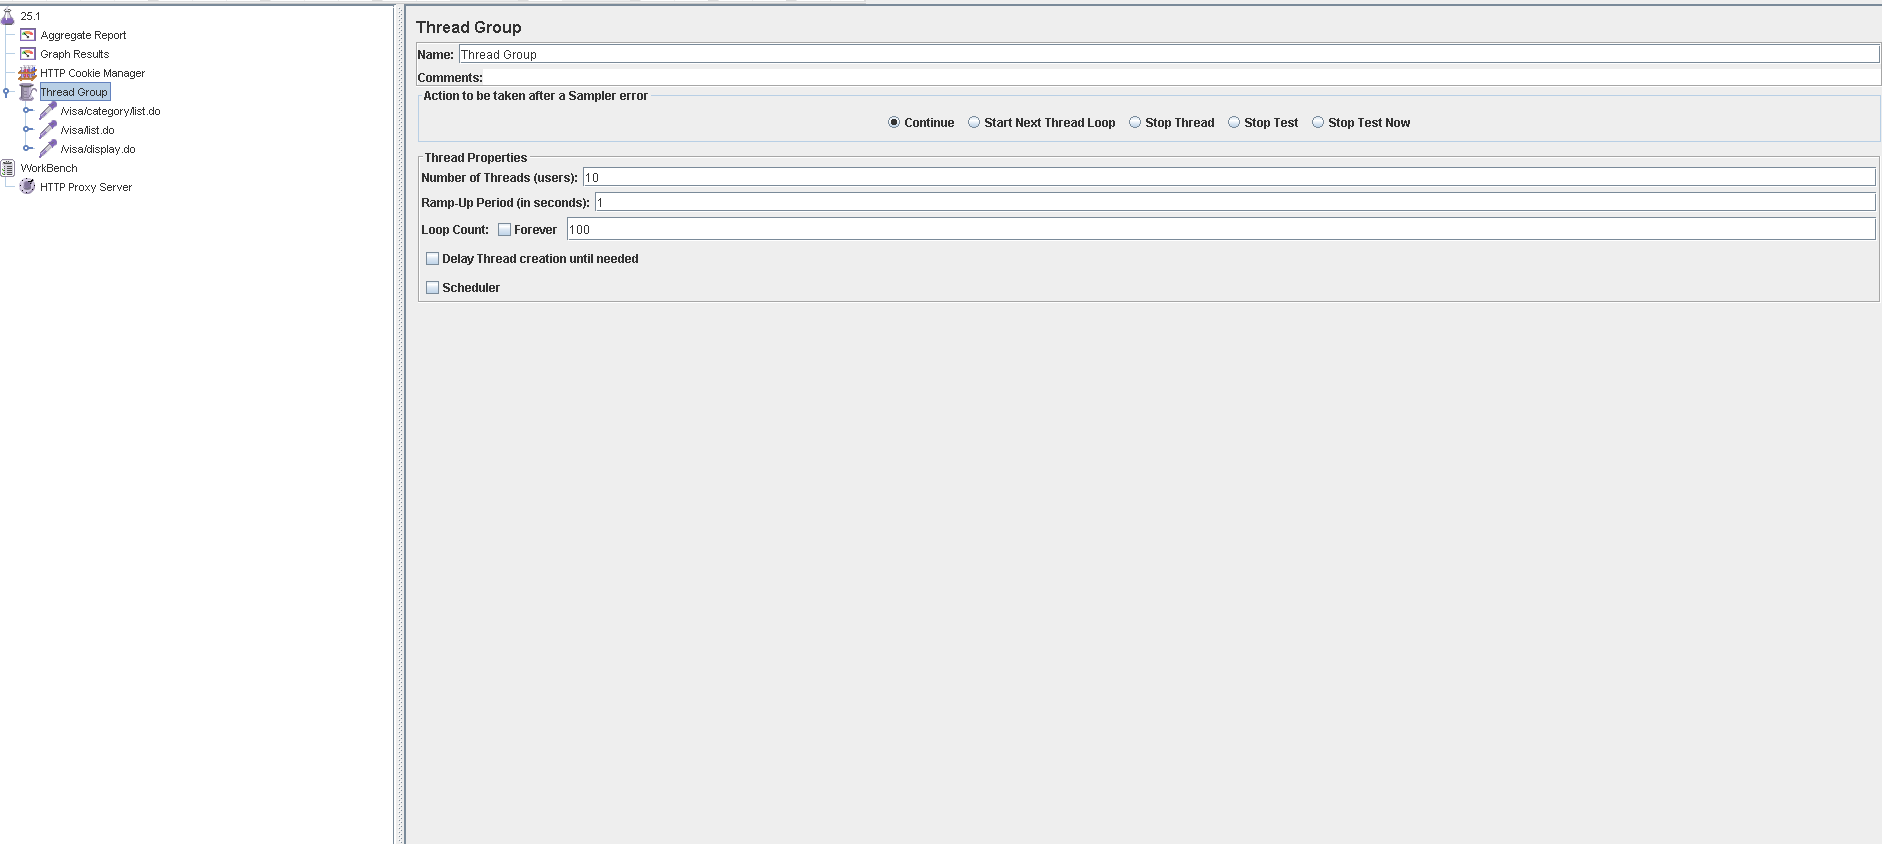 25.1
Aggregate Report
Graph Results
HTTP Cookie Manager
Thread Group
/visa/category/list.do
/visa/list.do
/visa/display.do
WorkBench
HTTP Proxy Server
Thread Group
Name: Thread Group
Comments:
Action to be taken after a Sampler error
Continue Start Next Thread Loop Stop Thread Stop Test Stop Test Now
Thread Properties
Number of Threads (users): 10
Ramp-Up Period (in seconds): 1
Loop Count: Forever 100
Delay Thread creation until needed
Scheduler